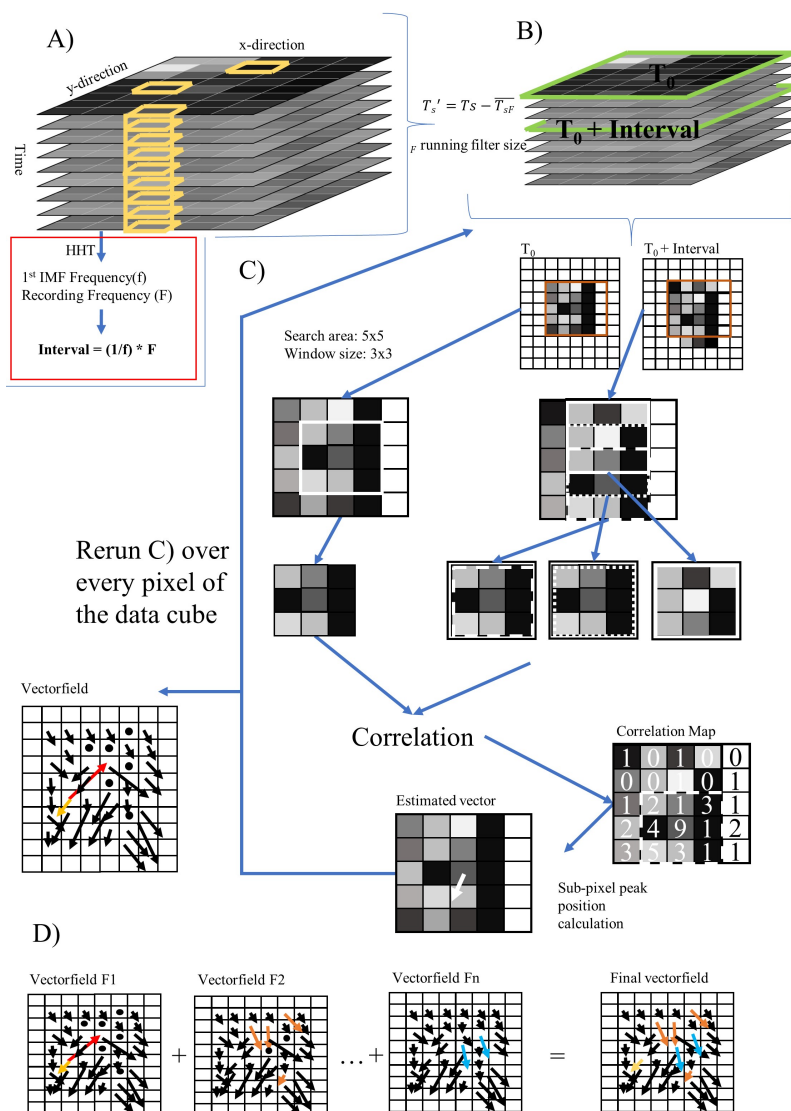 A)
x-direction
y-direction
Time
B)
T0
T0 + Interval
Ts' = Ts − TsF
F running filter size
HHT
1st IMF Frequency(f)
Recording Frequency (F)
Interval = (1/f) * F
C)
T0
T0 + Interval
Search area: 5x5
Window size: 3x3
Rerun C) over
every pixel of
the data cube
Vectorfield
Correlation
Correlation Map
1 0 1 0 0
0 0 1 0 1
1 2 1 3 1
2 4 9 1 2
3 5 3 1 1
Estimated vector
Sub-pixel peak
position
calculation
D)
Vectorfield F1
Vectorfield F2
Vectorfield Fn
Final vectorfield
+
...+
=